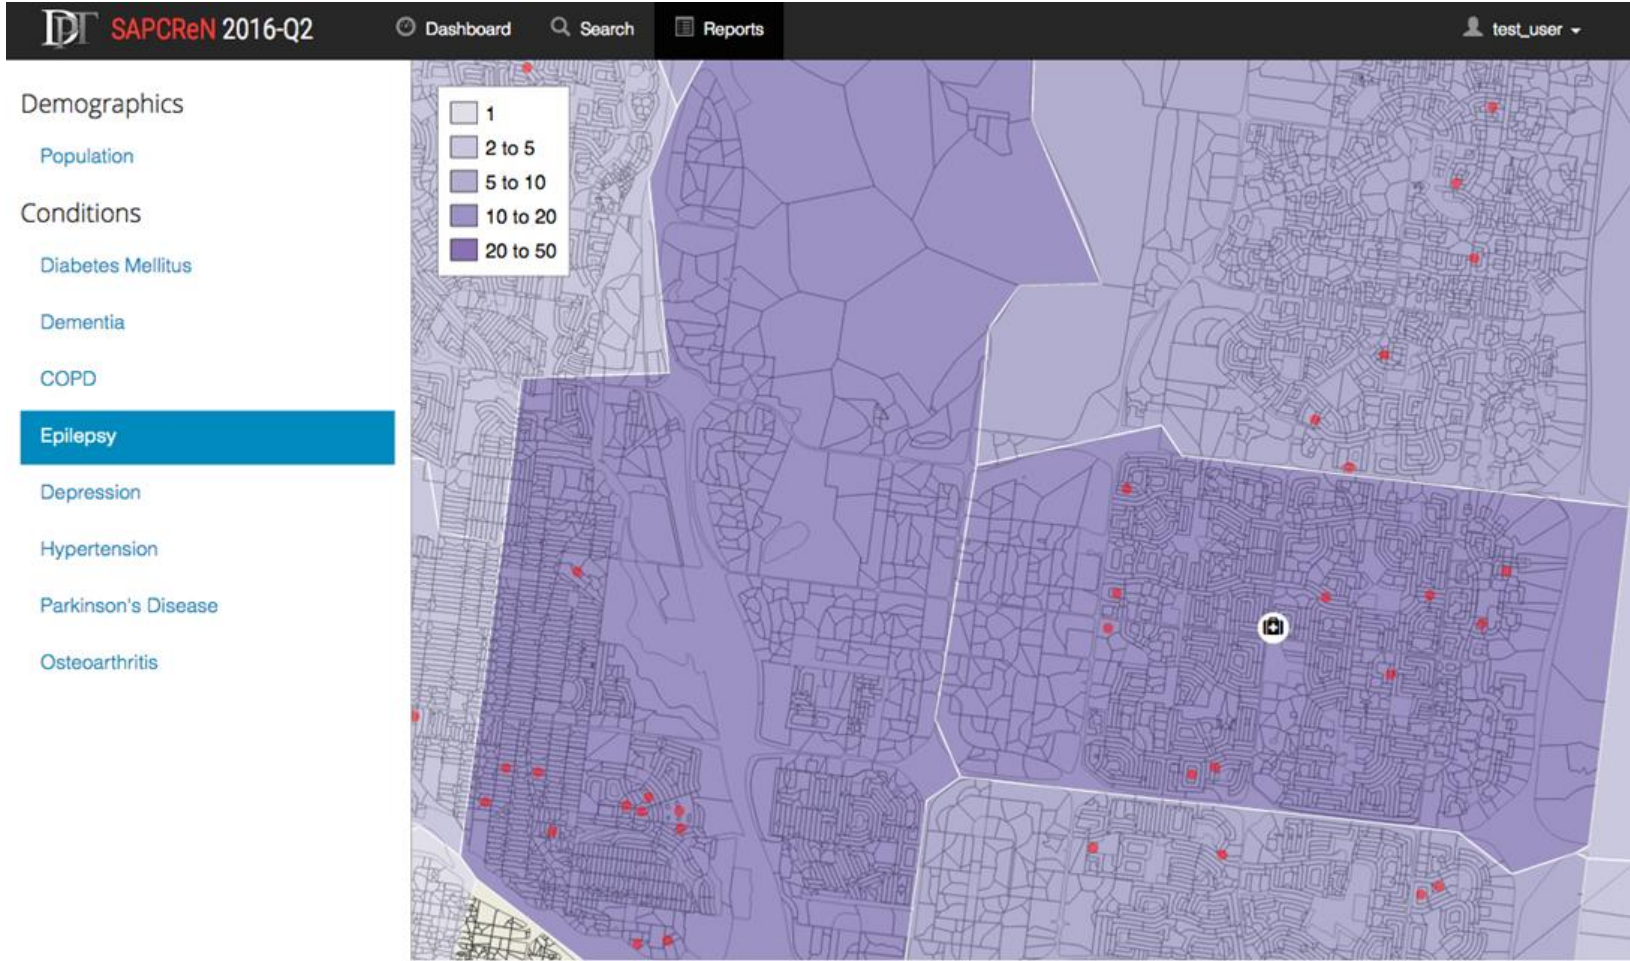 DPT SAPCReN 2016-Q2 Dashboard Search Reports test_user
Demographics
Population
Conditions
Diabetes Mellitus
Dementia
COPD
Epilepsy
Depression
Hypertension
Parkinson's Disease
Osteoarthritis
1
2 to 5
5 to 10
10 to 20
20 to 50